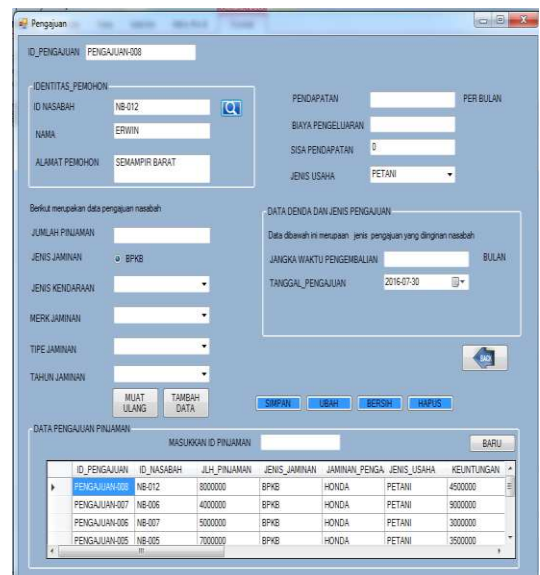 Pengajuan
ID_PENGAJUAN PENGAJUAN-008
IDENTITAS_PEMOHON
ID NASABAH NB-012
NAMA ERWIN
ALAMAT PEMOHON SEMAMPIR BARAT
PENDAPATAN PER BULAN
BIAYA PENGELUARAN
SISA PENDAPATAN 0
JENIS USAHA PETANI
Berikut merupakan data pengajuan nasabah
JUMLAH PINJAMAN
JENIS JAMINAN BPKB
JENIS KENDARAAN
MERK JAMINAN
TIPE JAMINAN
TAHUN JAMINAN
MUAT ULANG
TAMBAH DATA
DATA DENDA DAN JENIS PENGAJUAN
Data dibawah ini merupaan jenis pengajuan yang diinginan nasabah
JANGKA WAKTU PENGEMBALIAN BULAN
TANGGAL_PENGAJUAN 2016-07-30
SIMPAN UBAH BERSIH HAPUS
DATA PENGAJUAN PINJAMAN
MASUKKAN ID PINJAMAN BARU
ID_PENGAJUAN ID_NASABAH JLH_PINJAMAN JENIS_JAMINAN JAMINAN_PENGA JENIS_USAHA KEUNTUNGAN
PENGAJUAN-008 NB-012 8000000 BPKB HONDA PETANI 4500000
PENGAJUAN-007 NB-006 4000000 BPKB HONDA PETANI 9000000
PENGAJUAN-006 NB-007 5000000 BPKB HONDA PETANI 3000000
PENGAJUAN-005 NB-005 7000000 BPKB HONDA PETANI 3500000